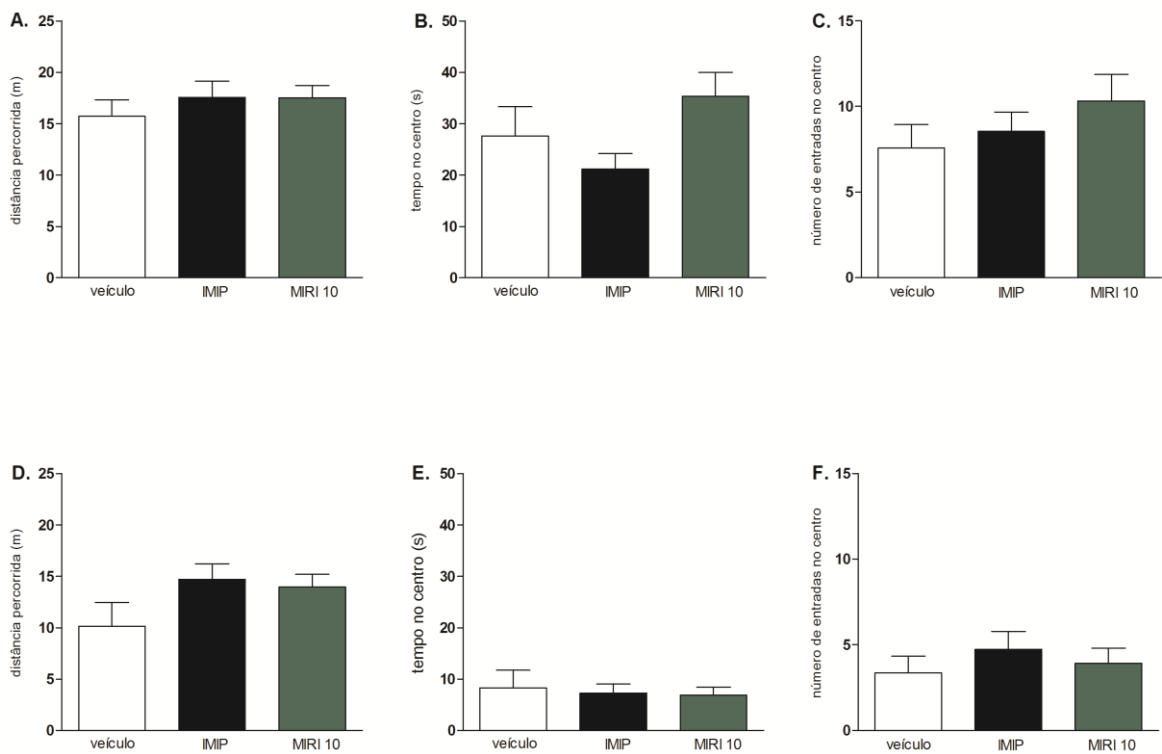 A.
distância percorrida (m)
25
20
15
10
5
0
veículo IMIP MIRI 10
B.
tempo no centro (s)
50
40
30
20
10
0
veículo IMIP MIRI 10
C.
número de entradas no centro
15
10
5
0
veículo IMIP MIRI 10
D.
distância percorrida (m)
25
20
15
10
5
0
veículo IMIP MIRI 10
E.
tempo no centro (s)
50
40
30
20
10
0
veículo IMIP MIRI 10
F.
número de entradas no centro
15
10
5
0
veículo IMIP MIRI 10